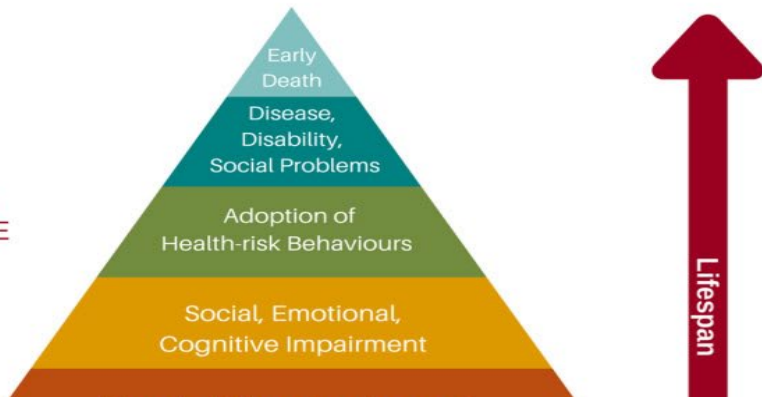 Early
Death
Disease,
Disability,
Social Problems
Adoption of
Health-risk Behaviours
Social, Emotional,
Cognitive Impairment
E
Lifespan